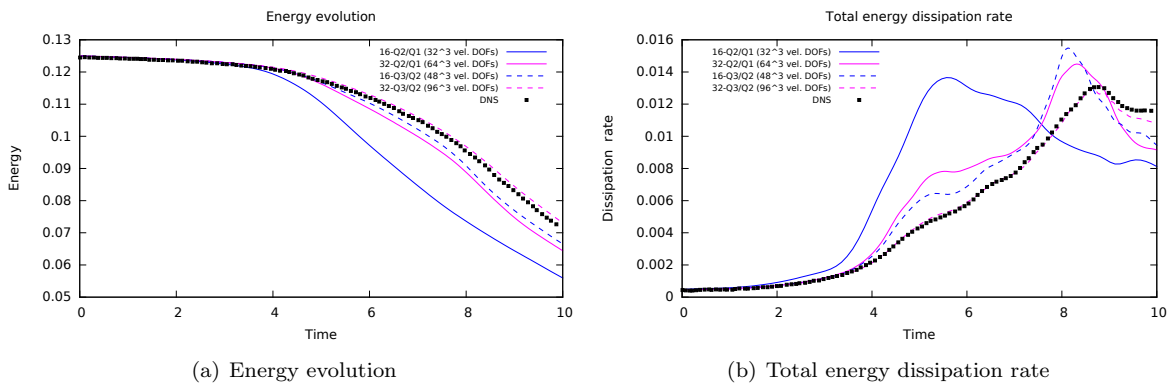 Energy evolution
0.13
0.12
0.11
0.1
0.09
0.08
0.07
0.06
0.05
Energy
16-Q2/Q1 (32^3 vel. DOFs)
32-Q2/Q1 (64^3 vel. DOFs)
16-Q3/Q2 (48^3 vel. DOFs)
32-Q3/Q2 (96^3 vel. DOFs)
DNS
0 2 4 6 8 10
Time
(a) Energy evolution
Total energy dissipation rate
0.016
0.014
0.012
0.01
0.008
0.006
0.004
0.002
0
Dissipation rate
16-Q2/Q1 (32^3 vel. DOFs)
32-Q2/Q1 (64^3 vel. DOFs)
16-Q3/Q2 (48^3 vel. DOFs)
32-Q3/Q2 (96^3 vel. DOFs)
DNS
0 2 4 6 8 10
Time
(b) Total energy dissipation rate